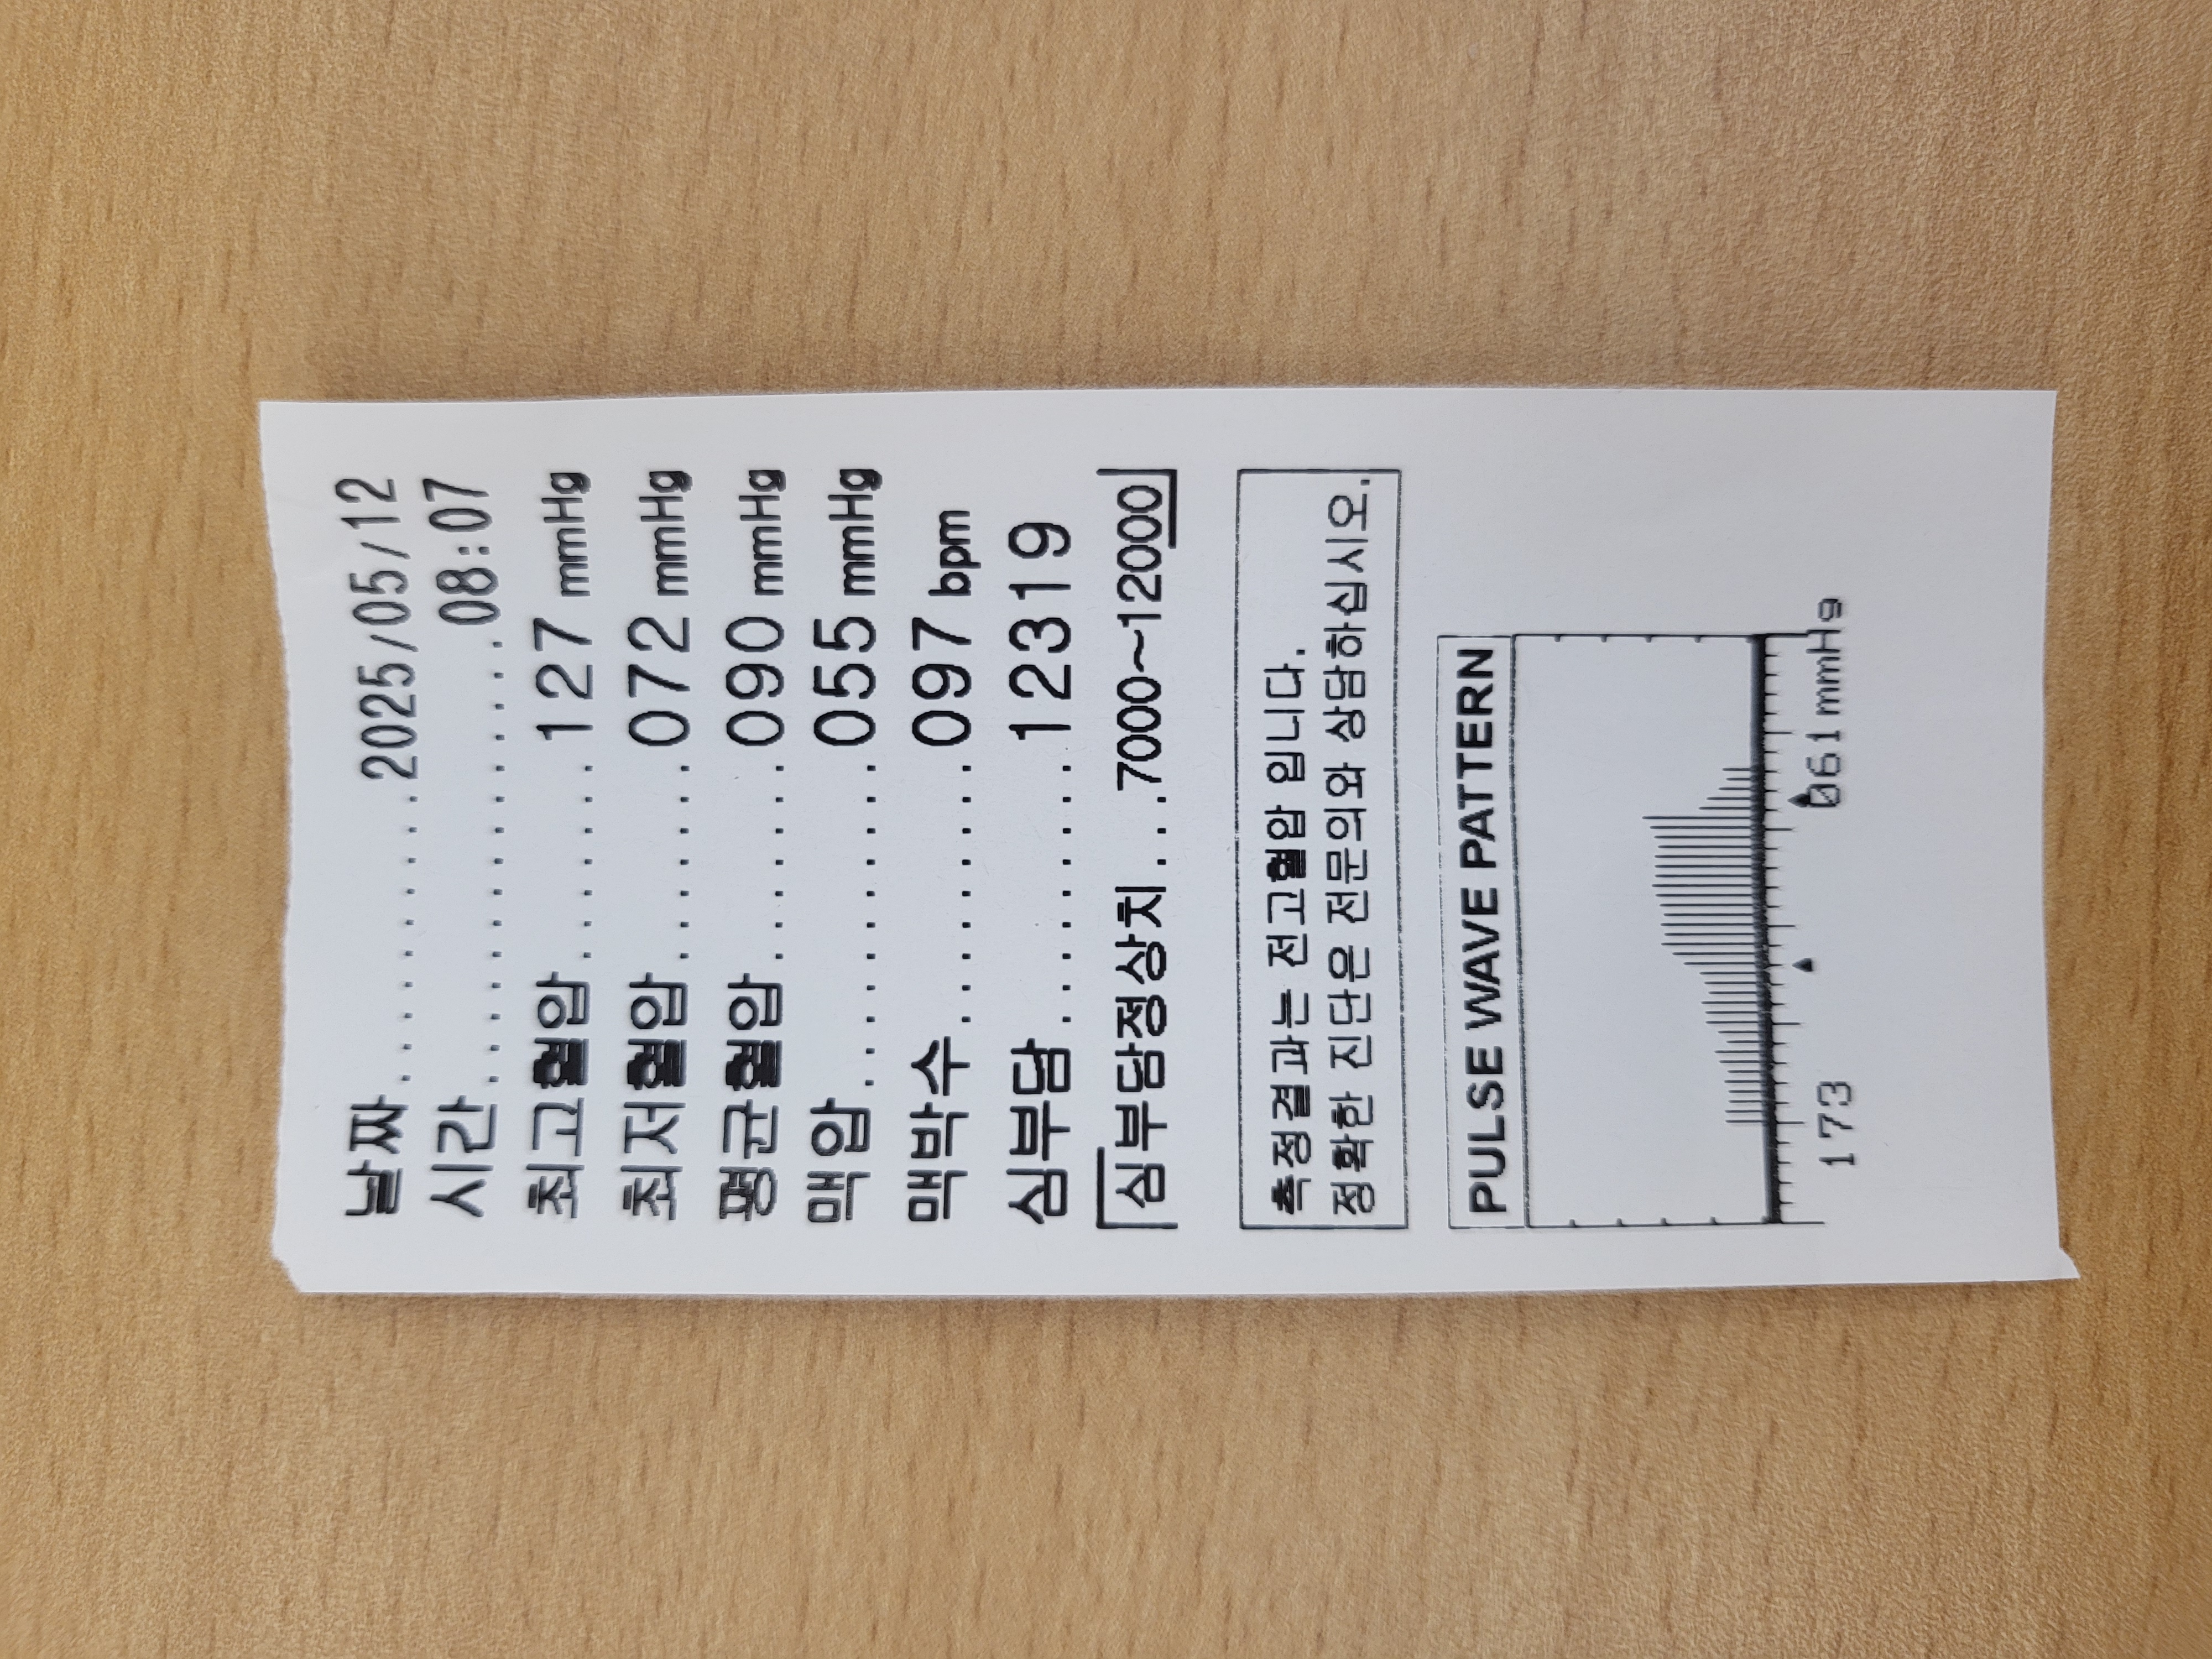 날짜..........2025/05/12
시간................08:07
최고혈압.......127 mmHg
최저혈압.......072 mmHg
평균혈압.......090 mmHg
맥압...........055 mmHg
맥박수.........097 bpm
심부담.........12319
심부담정상치...7000~12000
측정결과는 전고혈압 입니다.
정확한 진단은 전문의와 상담하십시오.
PULSE WAVE PATTERN
173 061mmHg